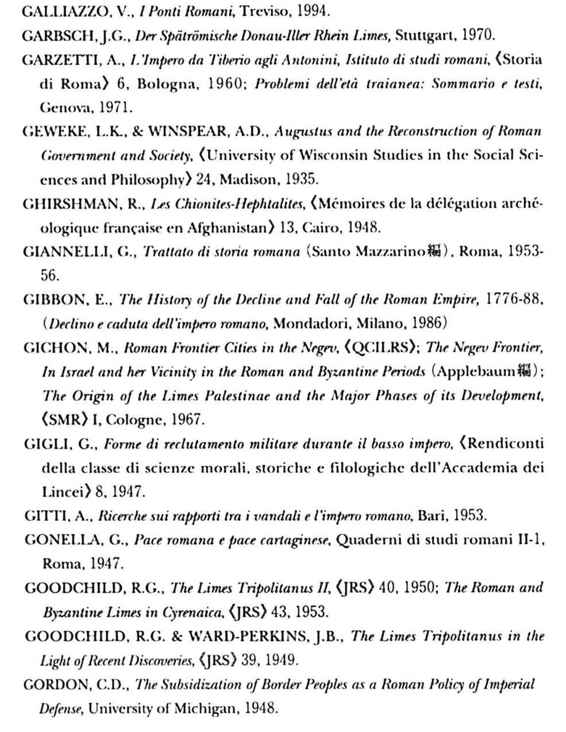 GALLIAZZO, V., I Ponti Romani, Treviso, 1994.
GARBSCH, J.G., Der Spätrömische Donau-Iller Rhein Limes, Stuttgart, 1970.
GARZETTI, A., L'Impero da Tiberio agli Antonini, Istituto di studi romani, 《Storia
di Roma》 6, Bologna, 1960; Problemi dell'età traianea: Sommario e testi,
Genova, 1971.
GEWEKE, L.K., & WINSPEAR, A.D., Augustus and the Reconstruction of Roman
Government and Society, 《University of Wisconsin Studies in the Social Sci-
ences and Philosophy》 24, Madison, 1935.
GHIRSHMAN, R., Les Chionites-Hephtalites, 《Mémoires de la délégation arché-
ologique française en Afghanistan》 13, Cairo, 1948.
GIANNELLI, G., Trattato di storia romana (Santo Mazzarino編), Roma, 1953-
56.
GIBBON, E., The History of the Decline and Fall of the Roman Empire, 1776-88,
(Declino e caduta dell'impero romano, Mondadori, Milano, 1986)
GICHON, M., Roman Frontier Cities in the Negev, 《QCILRS》; The Negev Frontier,
In Israel and her Vicinity in the Roman and Byzantine Periods (Applebaum編);
The Origin of the Limes Palestinae and the Major Phases of its Development,
《SMR》 I, Cologne, 1967.
GIGLI, G., Forme di reclutamento militare durante il basso impero, 《Rendiconti
della classe di scienze morali, storiche e filologiche dell'Accademia dei
Lincei》 8, 1947.
GITTI, A., Ricerche sui rapporti tra i vandali e l'impero romano, Bari, 1953.
GONELLA, G., Pace romana e pace cartaginese, Quaderni di studi romani II-1,
Roma, 1947.
GOODCHILD, R.G., The Limes Tripolitanus II, 《JRS》 40, 1950; The Roman and
Byzantine Limes in Cyrenaica, 《JRS》 43, 1953.
GOODCHILD, R.G. & WARD-PERKINS, J.B., The Limes Tripolitanus in the
Light of Recent Discoveries, 《JRS》 39, 1949.
GORDON, C.D., The Subsidization of Border Peoples as a Roman Policy of Imperial
Defense, University of Michigan, 1948.